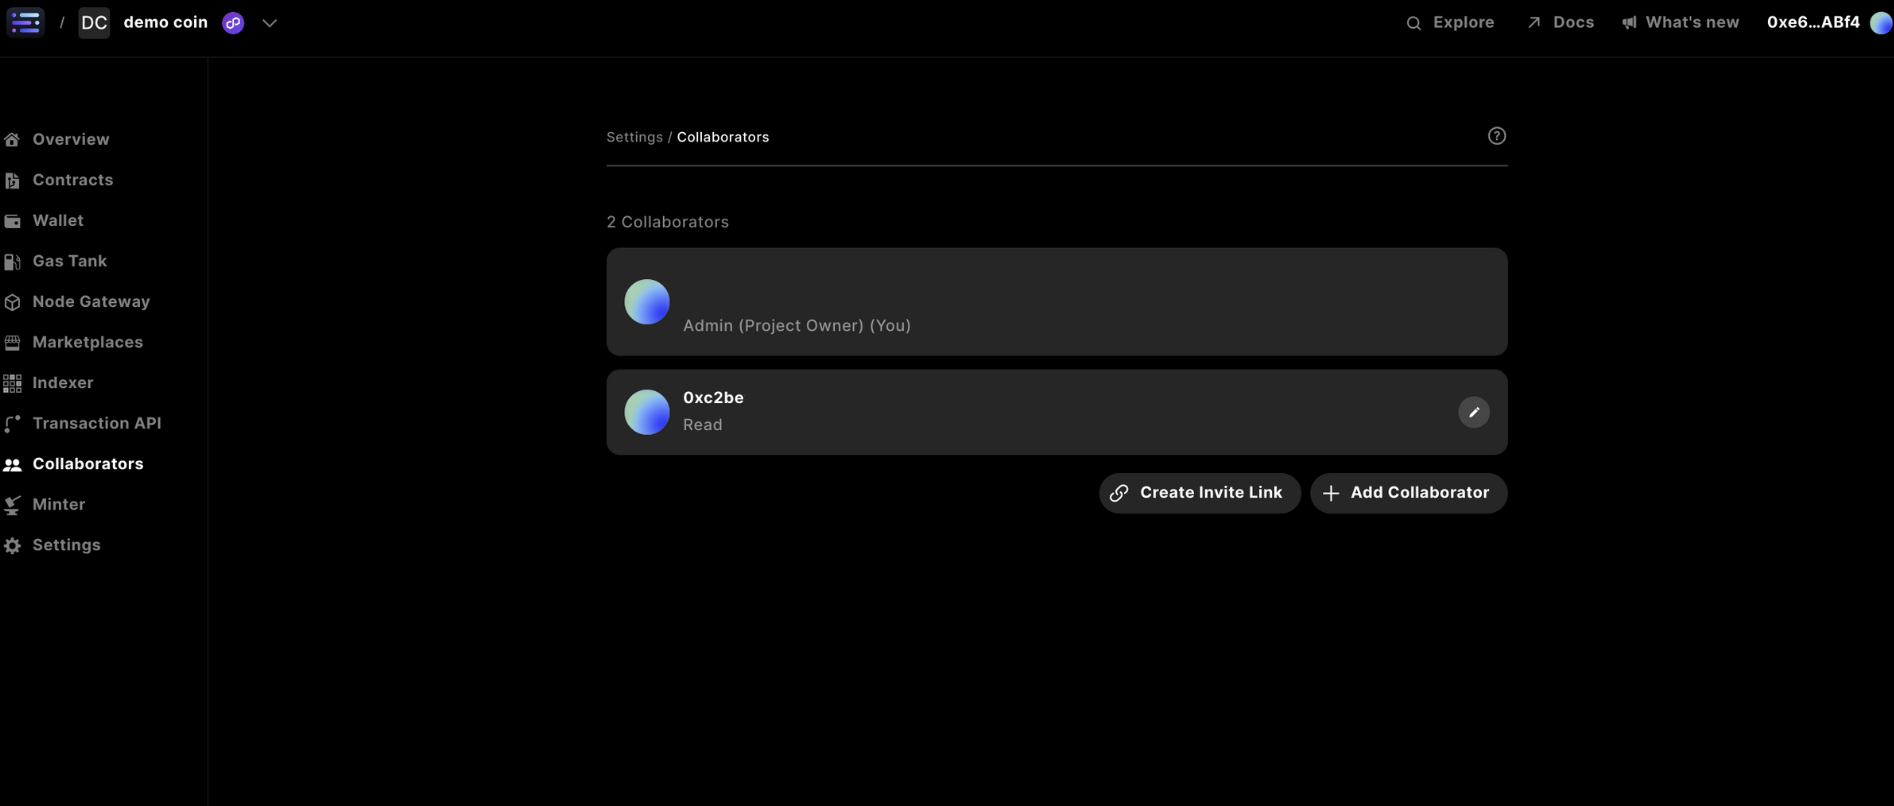 / DC demo coin
Explore Docs What's new 0xe6...ABf4
Overview
Contracts
Wallet
Gas Tank
Node Gateway
Marketplaces
Indexer
Transaction API
Collaborators
Minter
Settings
Settings / Collaborators
2 Collaborators
Admin (Project Owner) (You)
0xc2be
Read
Create Invite Link
Add Collaborator